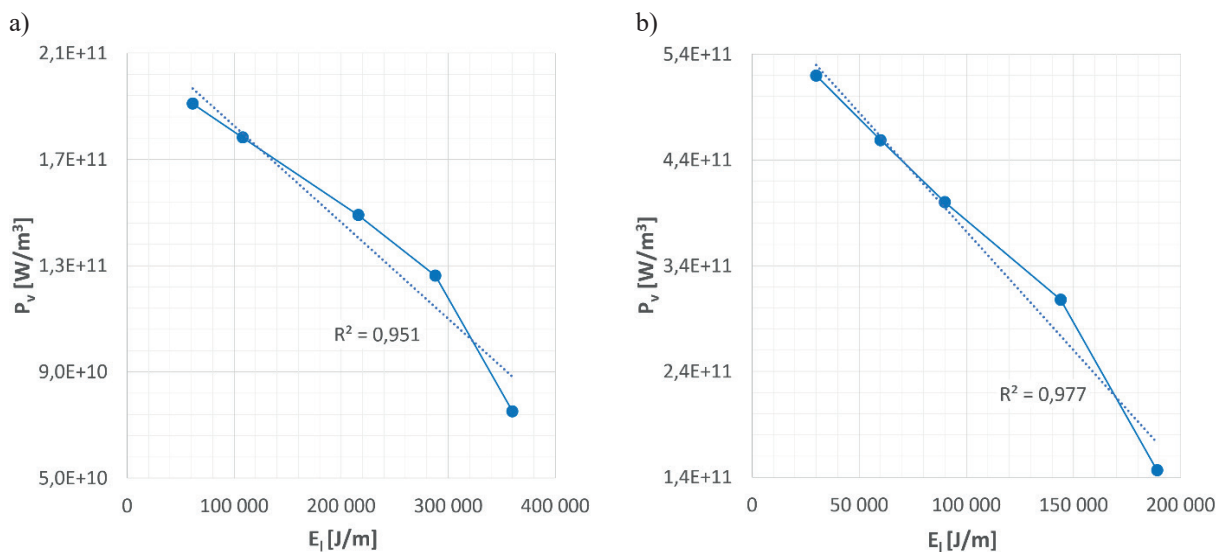 a)
2,1E+11
1,7E+11
1,3E+11
9,0E+10
5,0E+10
P_v [W/m³]
R² = 0,951
0
100 000
200 000
300 000
400 000
E_l [J/m]
b)
5,4E+11
4,4E+11
3,4E+11
2,4E+11
1,4E+11
P_v [W/m³]
R² = 0,977
0
50 000
100 000
150 000
200 000
E_l [J/m]